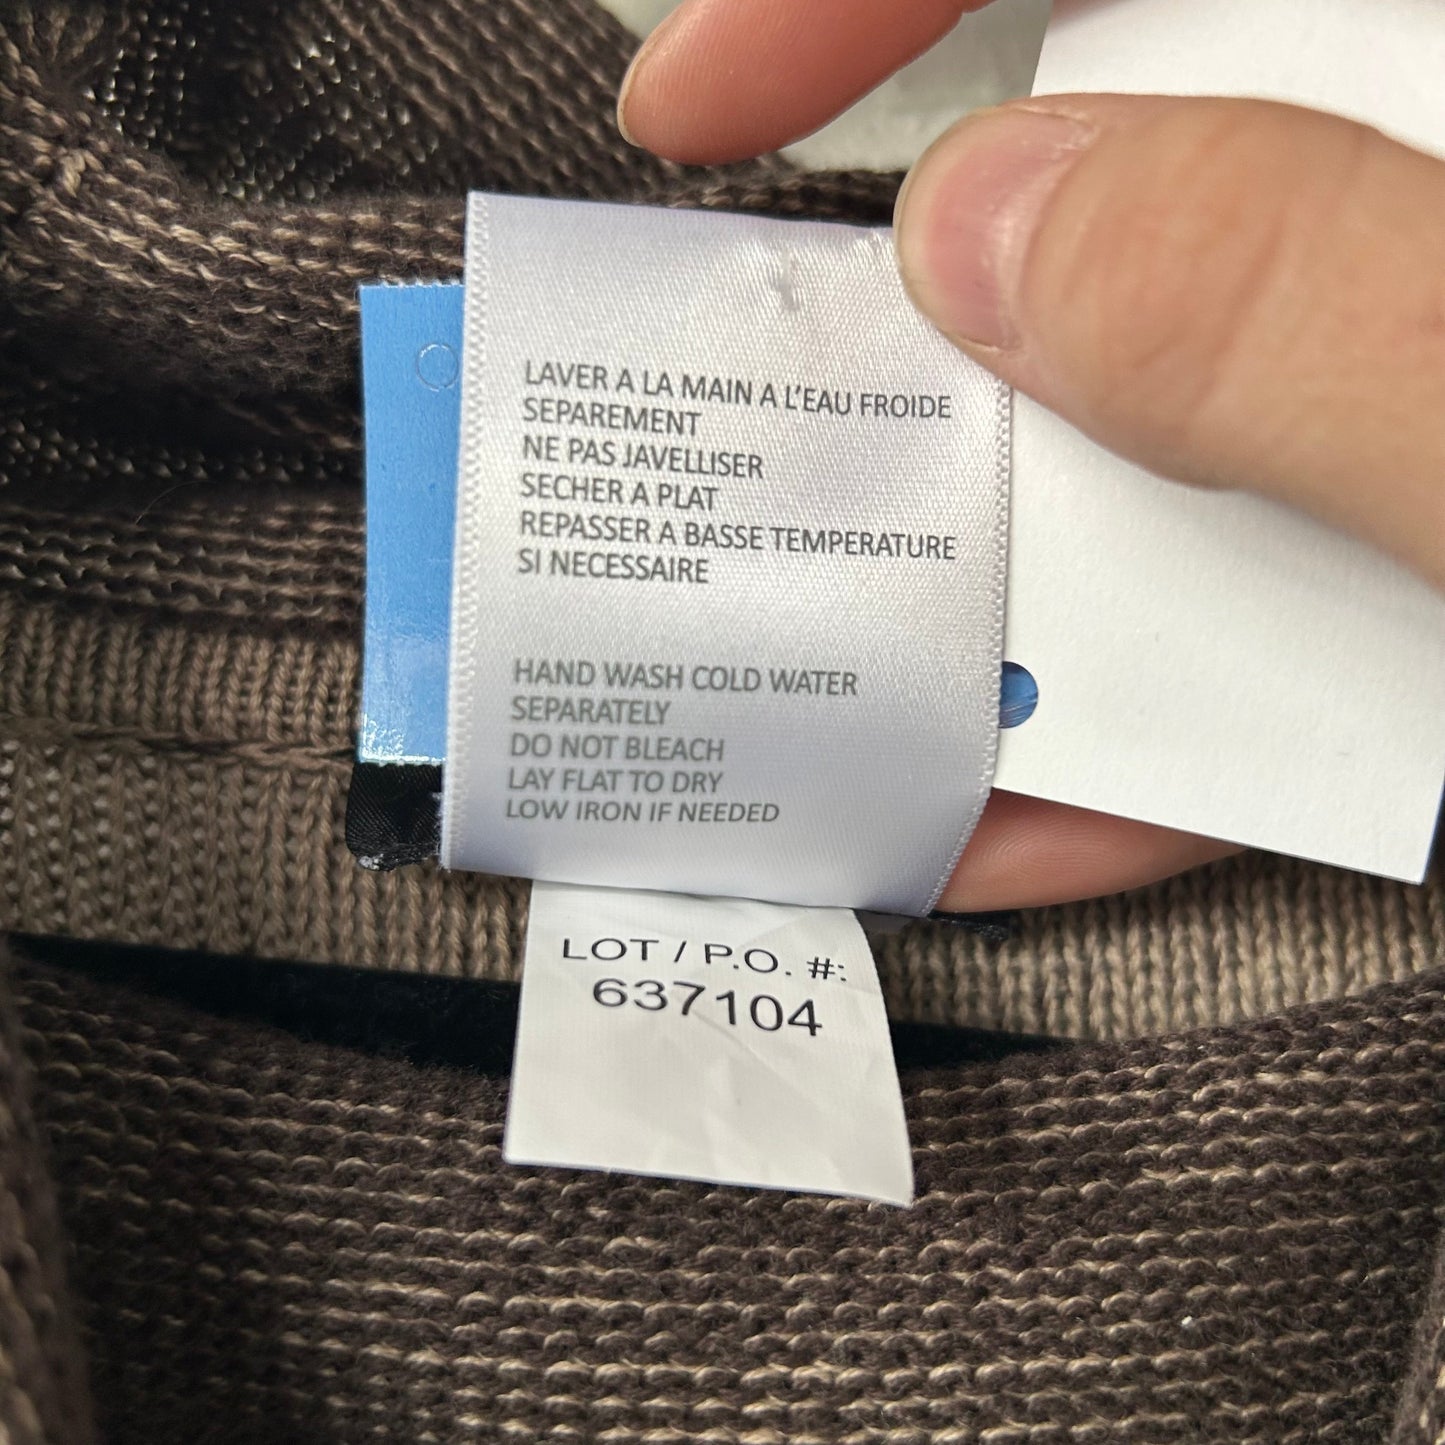 LAVER A LA MAIN A L'EAU FROIDE
SEPAREMENT
NE PAS JAVELLISER
SECHER A PLAT
REPASSER A BASSE TEMPERATURE
SI NECESSAIRE
HAND WASH COLD WATER
SEPARATELY
DO NOT BLEACH
LAY FLAT TO DRY
LOW IRON IF NEEDED
LOT / P.O. #:
637104